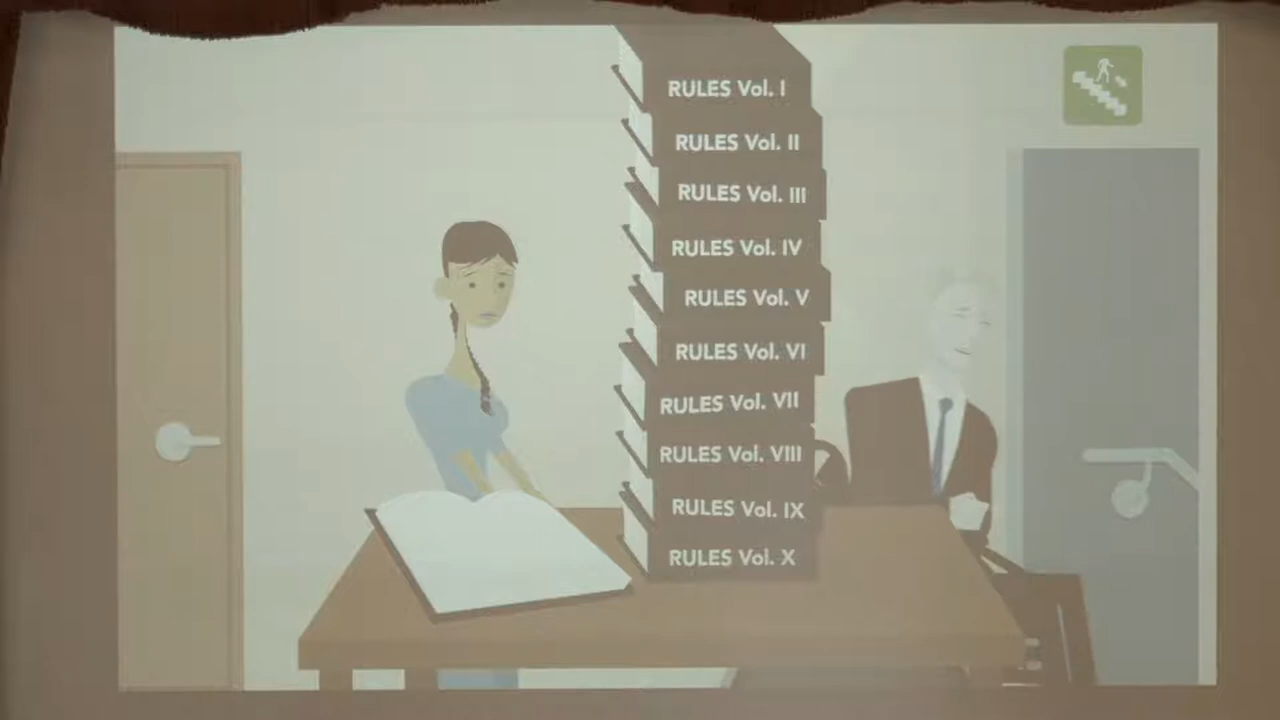 RULES Vol. I
RULES Vol. II
RULES Vol. III
RULES Vol. IV
RULES Vol. V
RULES Vol. VI
RULES Vol. VII
RULES Vol. VIII
RULES Vol. IX
RULES Vol. X